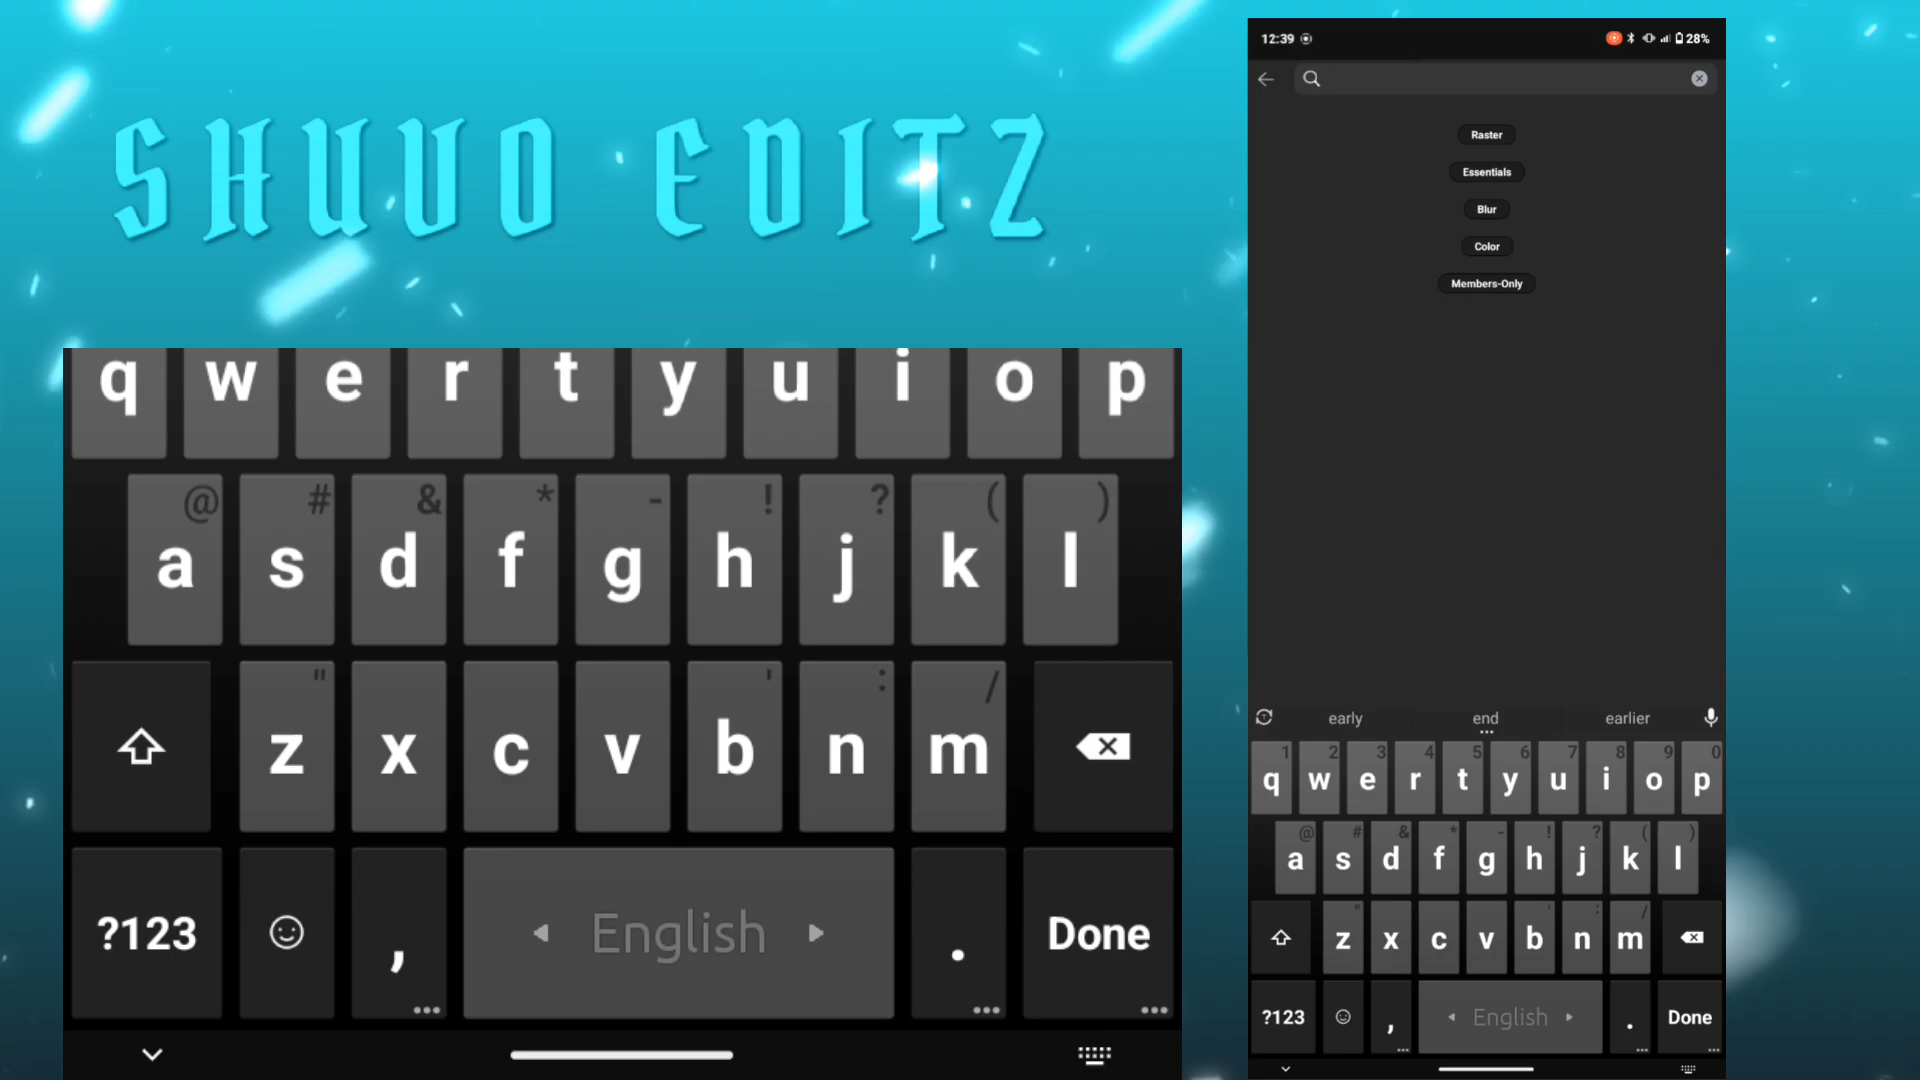 SHUVO EDITZ
q w e r t y u i o p
@ # & * - ! ? ( )
a s d f g h j k l
" ' : /
z x c v b n m
?123 , English . Done
12:39 28%
Raster
Essentials
Blur
Color
Members-Only
early end earlier
1 2 3 4 5 6 7 8 9 0
q w e r t y u i o p
@ # & * - ! ? ( )
a s d f g h j k l
" ' : /
z x c v b n m
?123 , English . Done